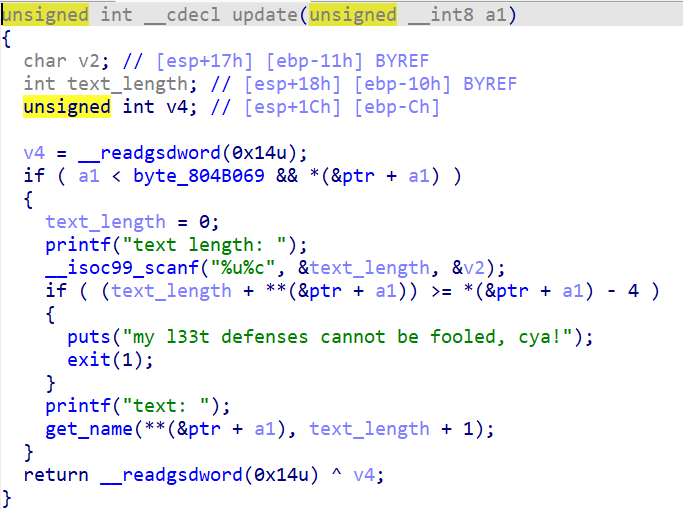 unsigned int __cdecl update(unsigned __int8 a1)
{
  char v2; // [esp+17h] [ebp-11h] BYREF
  int text_length; // [esp+18h] [ebp-10h] BYREF
  unsigned int v4; // [esp+1Ch] [ebp-Ch]

  v4 = __readgsdword(0x14u);
  if ( a1 < byte_804B069 && *(&ptr + a1) )
  {
    text_length = 0;
    printf("text length: ");
    __isoc99_scanf("%u%c", &text_length, &v2);
    if ( (text_length + **(&ptr + a1)) >= *(&ptr + a1) - 4 )
    {
      puts("my l33t defenses cannot be fooled, cya!");
      exit(1);
    }
    printf("text: ");
    get_name(**(&ptr + a1), text_length + 1);
  }
  return __readgsdword(0x14u) ^ v4;
}